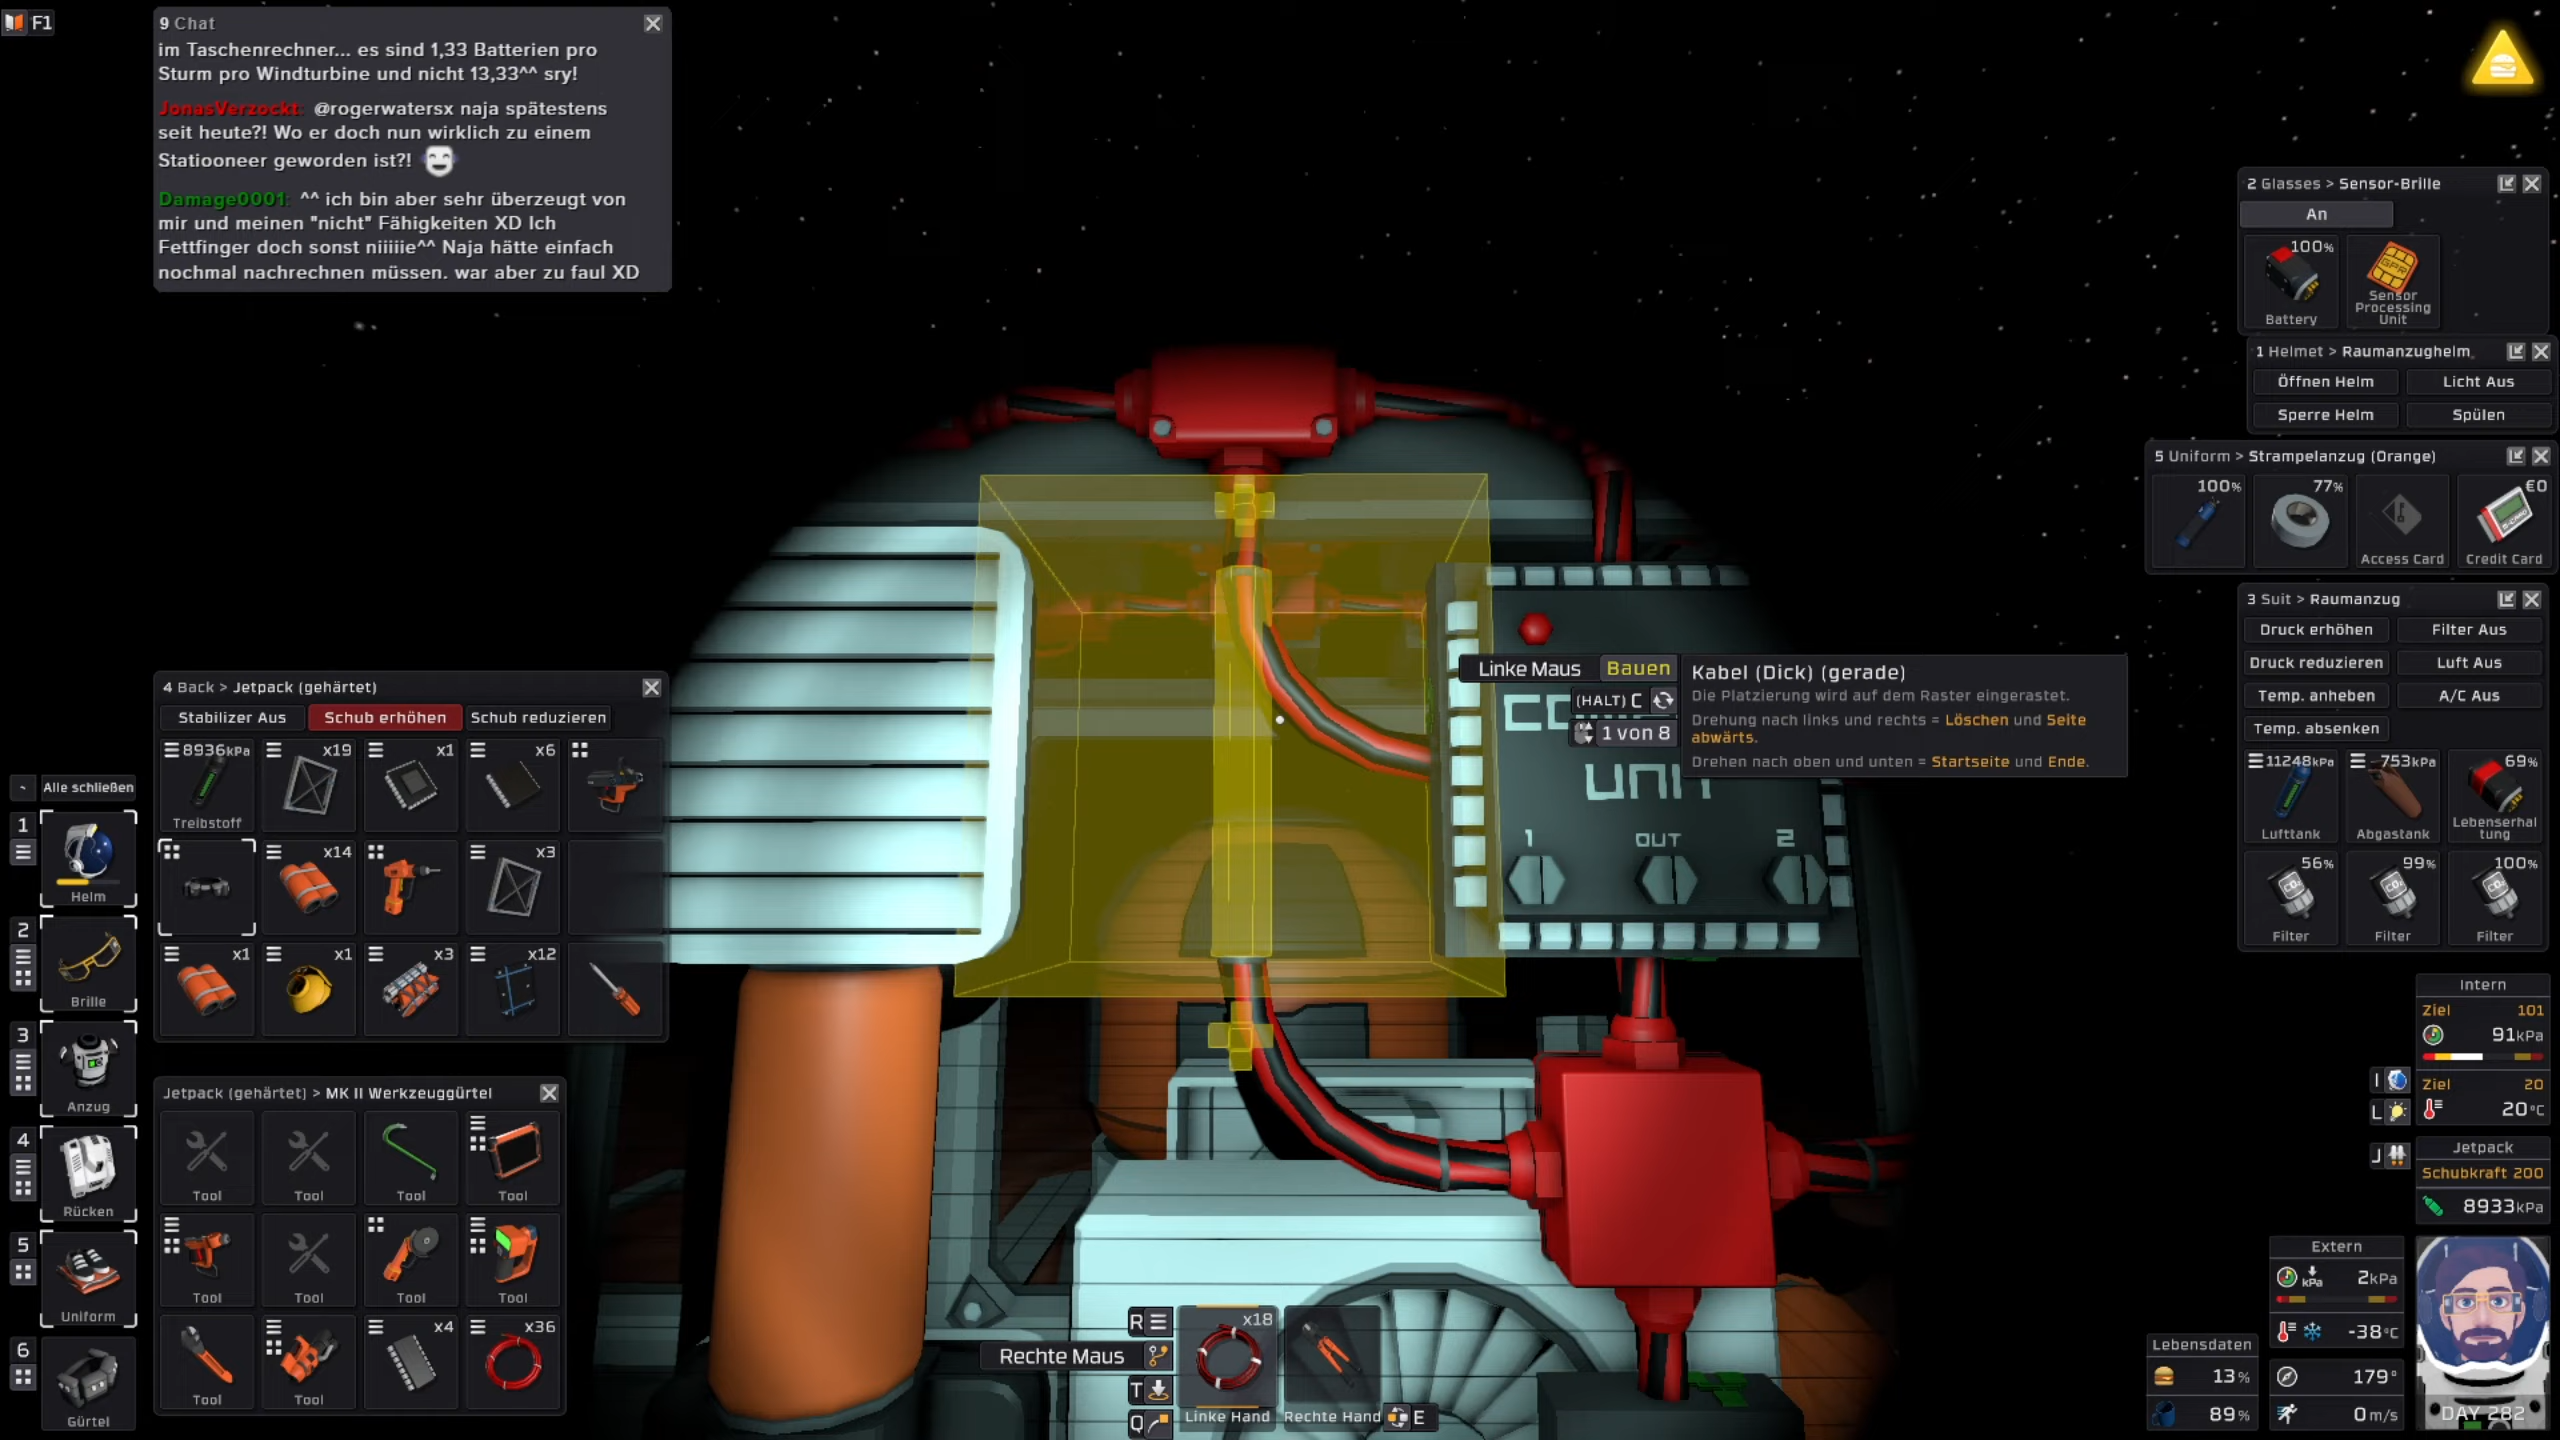 F1
9 Chat
im Taschenrechner... es sind 1,33 Batterien pro
Sturm pro Windturbine und nicht 13,33^^ sry!
JonasVerzockt: @rogerwatersx naja spätestens
seit heute?! Wo er doch nun wirklich zu einem
Statiooneer geworden ist?!
Damage0001: ^^ ich bin aber sehr überzeugt von
mir und meinen "nicht" Fähigkeiten XD Ich
Fettfinger doch sonst niiiiie^^ Naja hätte einfach
nochmal nachrechnen müssen. war aber zu faul XD
2 Glasses > Sensor-Brille
An
100%
Battery
Sensor
Processing
Unit
1 Helmet > Raumanzughelm
Öffnen Helm
Licht Aus
Sperre Helm
Spülen
5 Uniform > Strampelanzug (Orange)
100%
77%
€0
Access Card
Credit Card
3 Suit > Raumanzug
Druck erhöhen
Filter Aus
Druck reduzieren
Luft Aus
Temp. anheben
A/C Aus
Temp. absenken
11248kPa
753kPa
69%
Lufttank
Abgastank
Lebenserhal
tung
56%
99%
100%
Filter
Filter
Filter
Linke Maus
Bauen
(HALT) C
1 von 8
Kabel (Dick) (gerade)
Die Platzierung wird auf dem Raster eingerastet.
Drehung nach links und rechts = Löschen und Seite
abwärts.
Drehen nach oben und unten = Startseite und Ende.
UNIT
1
OUT
2
4 Back > Jetpack (gehärtet)
Stabilizer Aus
Schub erhöhen
Schub reduzieren
8936kPa
x19
x1
x6
Treibstoff
x14
x3
x1
x1
x3
x12
Alle schließen
1
Helm
2
Brille
3
Anzug
4
Rücken
5
Uniform
6
Gürtel
Jetpack (gehärtet) > MK II Werkzeuggürtel
Tool
Tool
Tool
Tool
Tool
Tool
Tool
Tool
Tool
Tool
x4
x36
R
Rechte Maus
T
Q
x18
Linke Hand
Rechte Hand
E
Intern
Ziel 101
91kPa
Ziel 20
20°C
I
L
J
Jetpack
Schubkraft 200
8933kPa
Extern
kPa
2kPa
-38°C
179°
0m/s
Lebensdaten
13%
89%
DAY 282